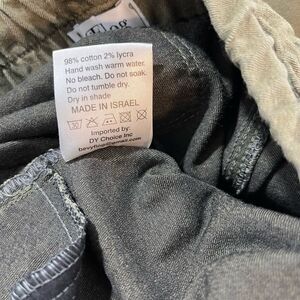 98% cotton 2% lycra
Hand wash warm water.
No bleach. Do not soak.
Do not tumble dry.
Dry in shade
MADE IN ISRAEL
Imported by:
DY Choice Inc